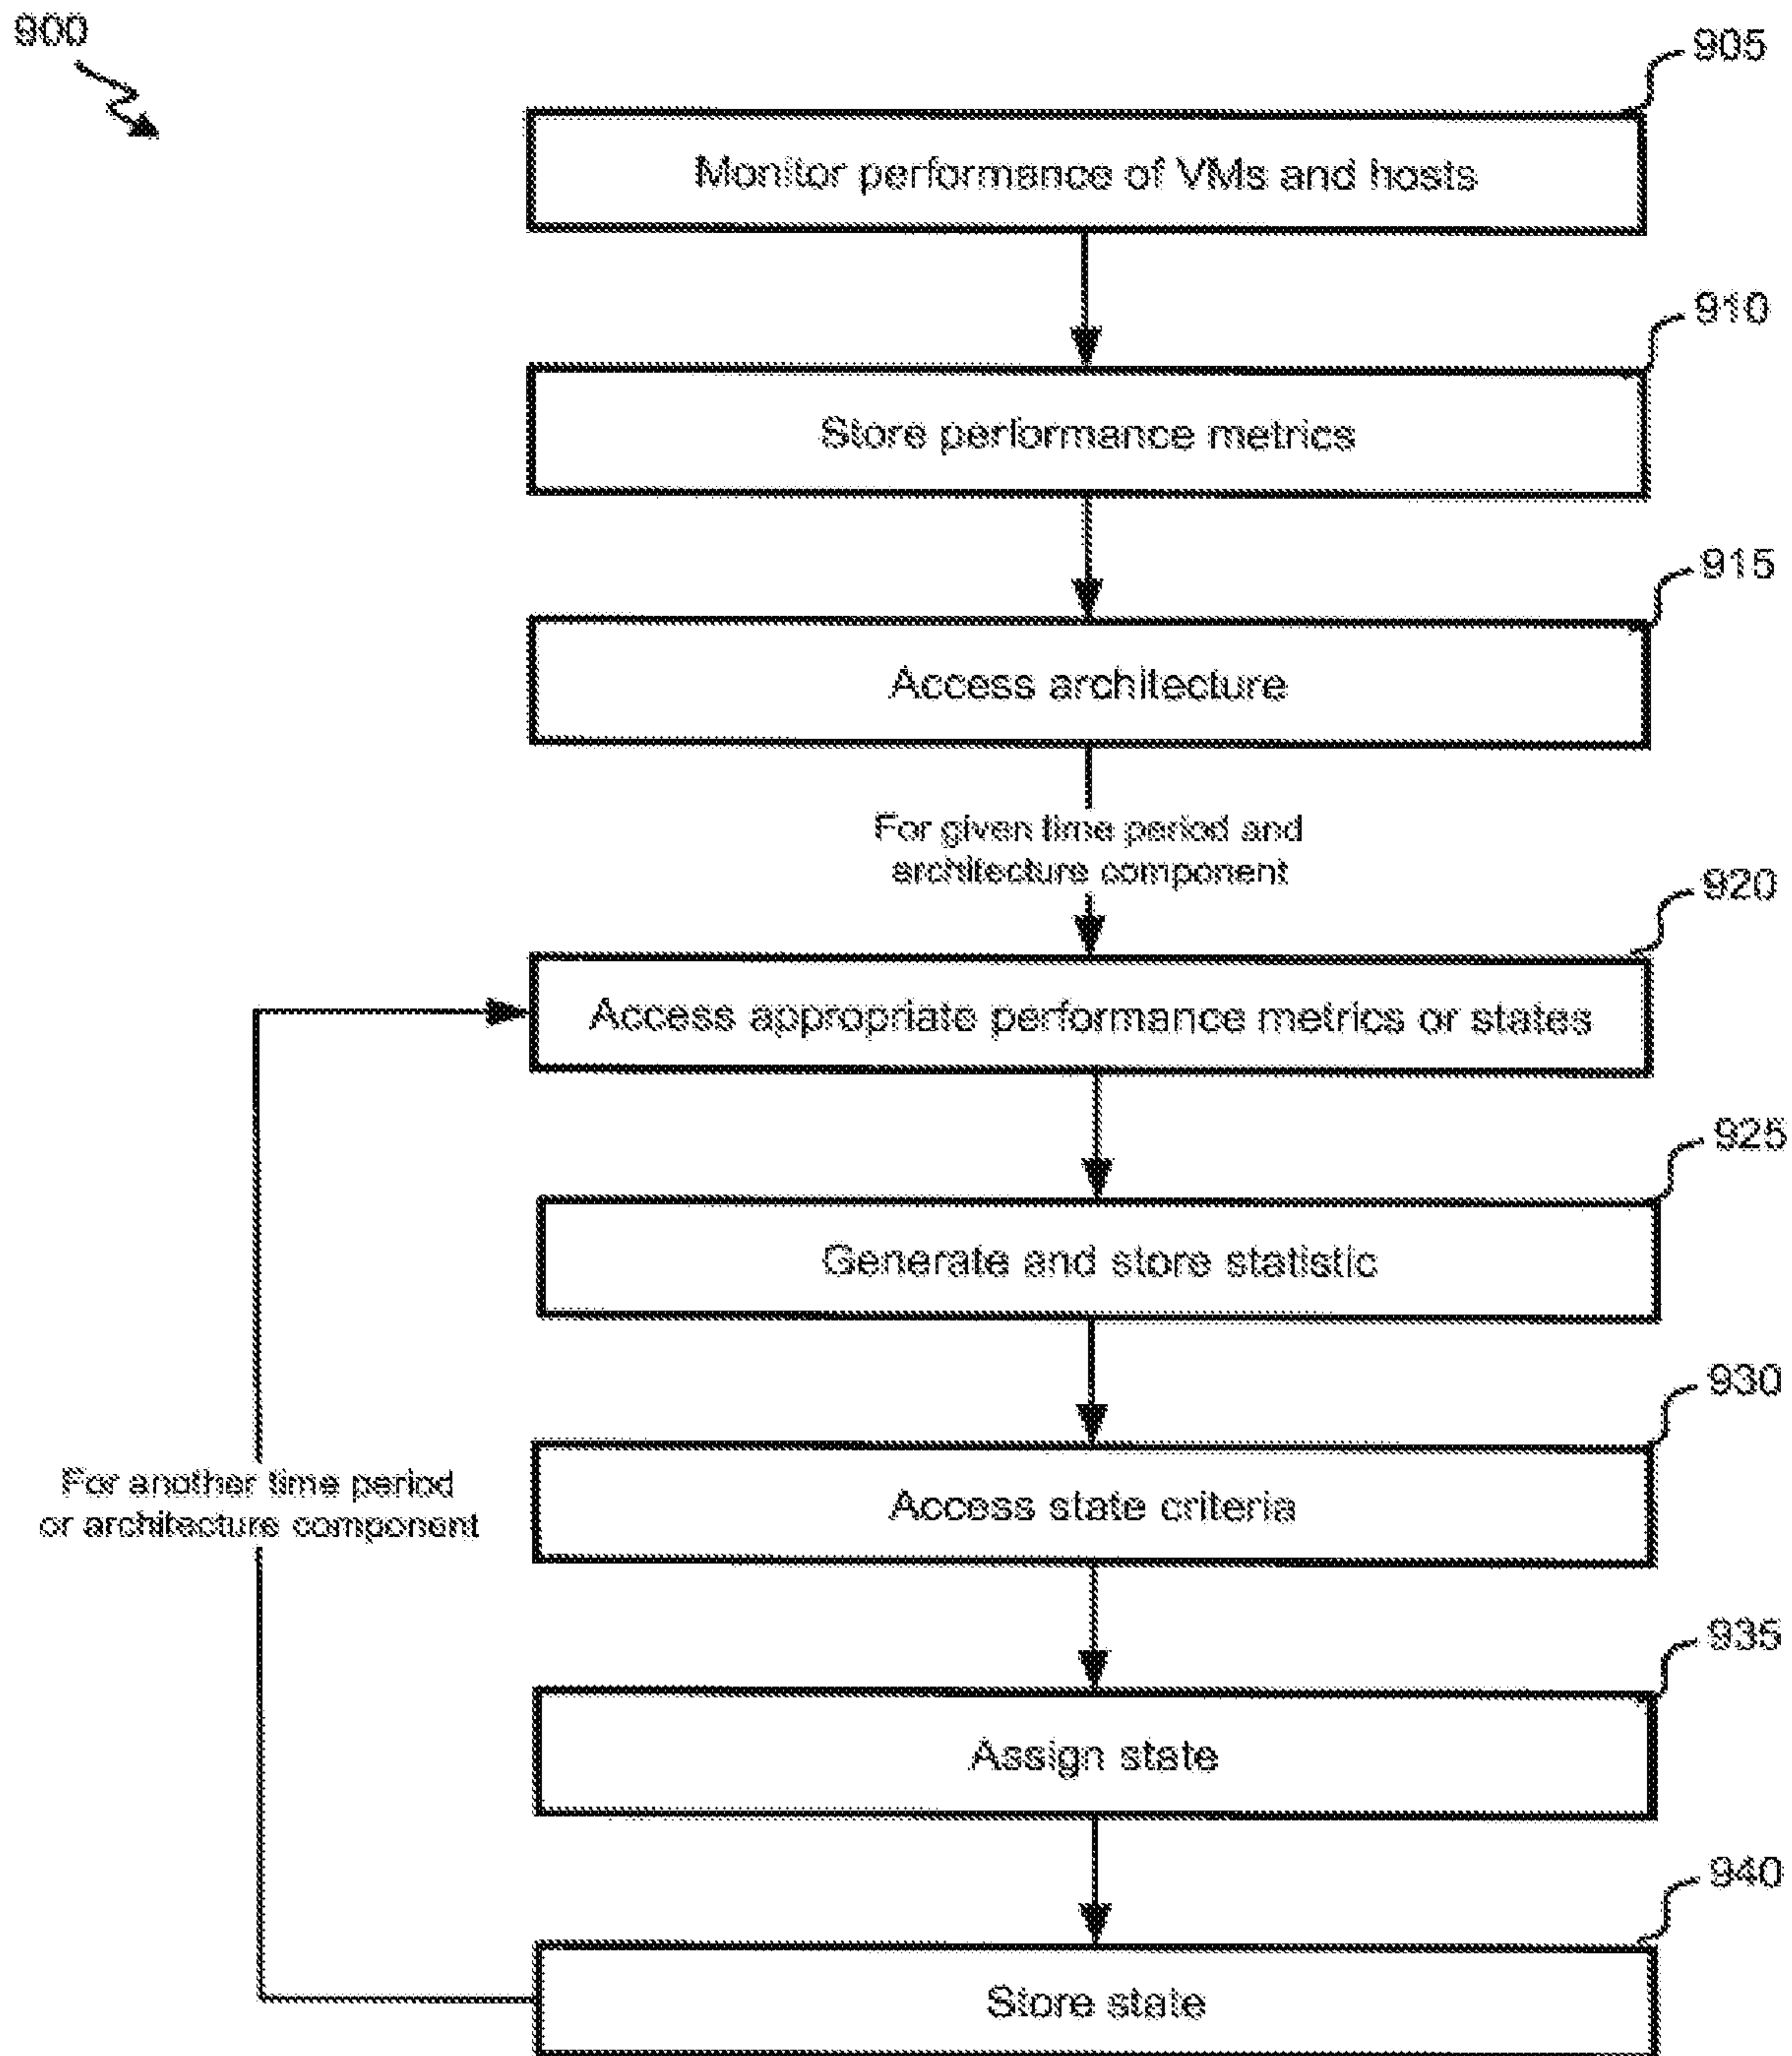 900
905
Monitor performance of VMs and hosts
910
Store performance metrics
915
Access architecture
For given time period and
architecture component
920
Access appropriate performance metrics or states
925
Generate and store statistic
930
Access state criteria
For another time period
or architecture component
935
Assign state
940
Store state